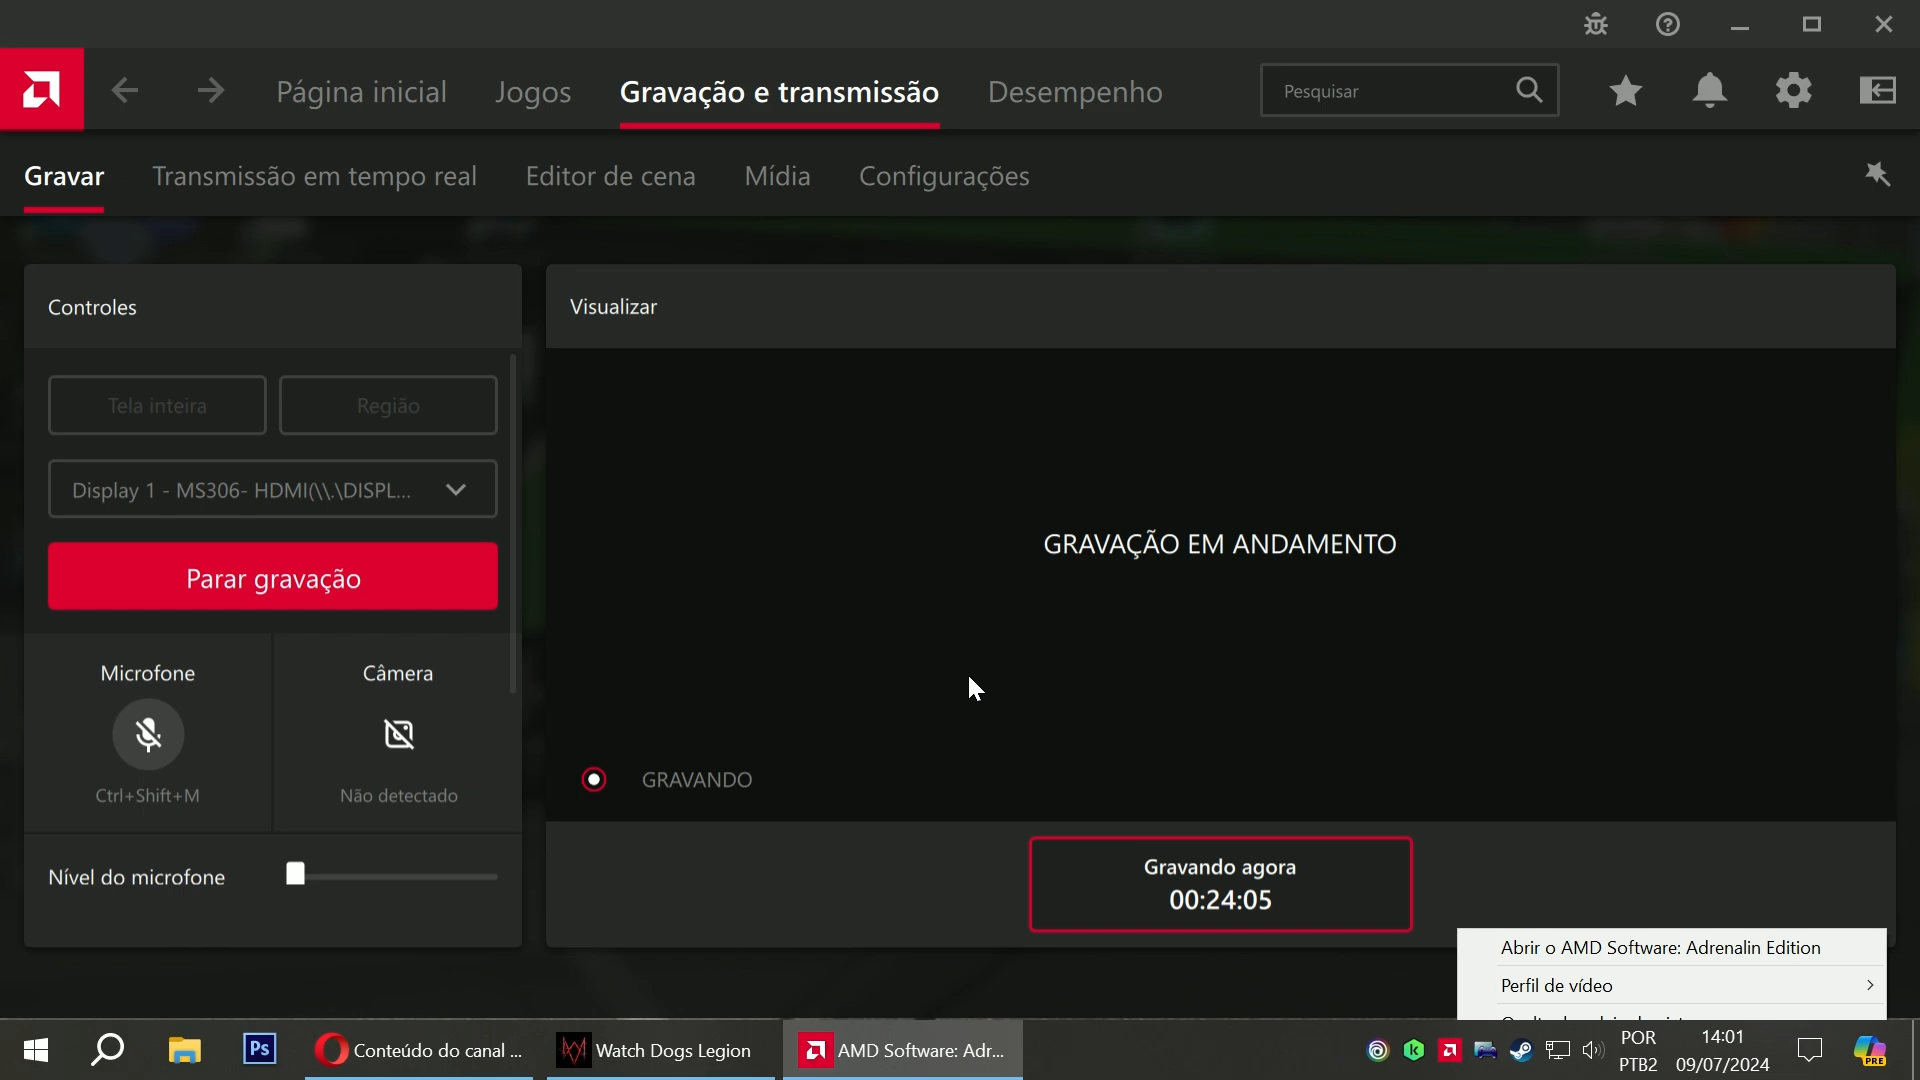 Página inicial
Jogos
Gravação e transmissão
Desempenho
Pesquisar
Gravar
Transmissão em tempo real
Editor de cena
Mídia
Configurações
Controles
Visualizar
Tela inteira
Região
Display 1 - MS306- HDMI(\\.\DISPL...
Parar gravação
GRAVAÇÃO EM ANDAMENTO
Microfone
Câmera
Ctrl+Shift+M
Não detectado
GRAVANDO
Nível do microfone
Gravando agora
00:24:05
Abrir o AMD Software: Adrenalin Edition
Perfil de vídeo
Ps
Conteúdo do canal ...
Watch Dogs Legion
AMD Software: Adr...
POR
PTB2
14:01
09/07/2024
PRE